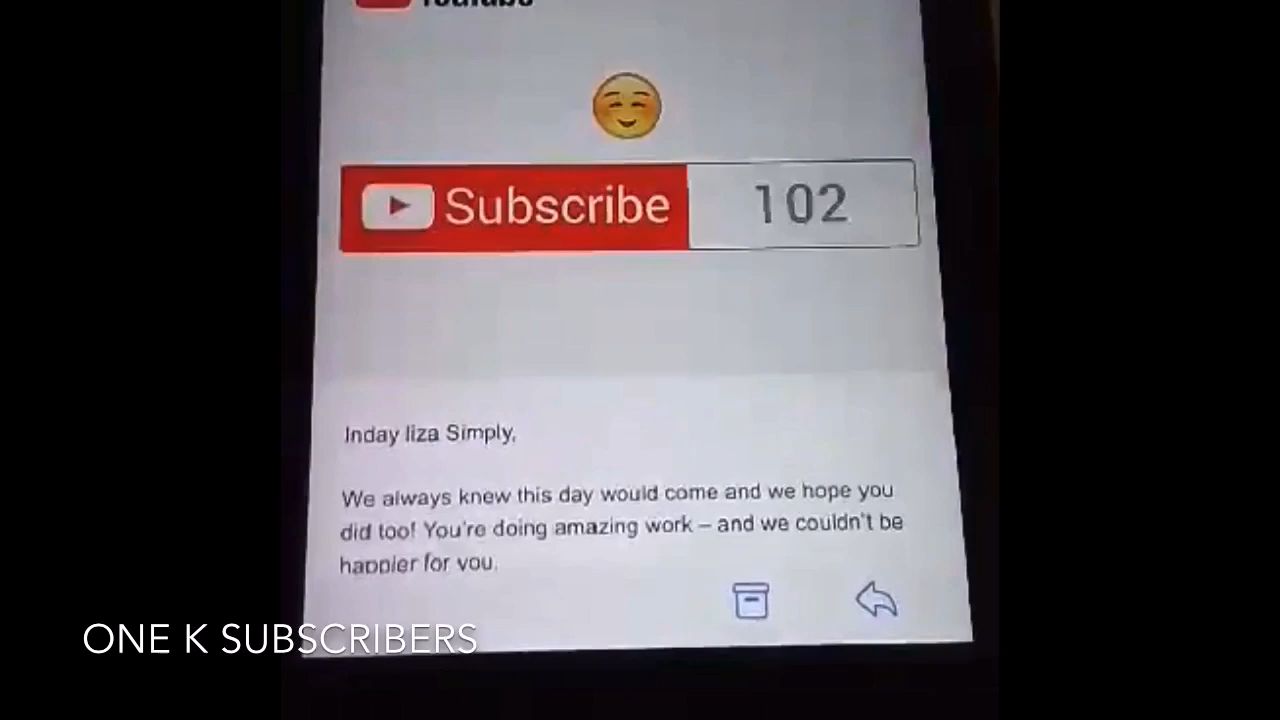 YouTube
Subscribe 102
Inday liza Simply,
We always knew this day would come and we hope you
did too! You're doing amazing work – and we couldn't be
happier for you.
ONE K SUBSCRIBERS